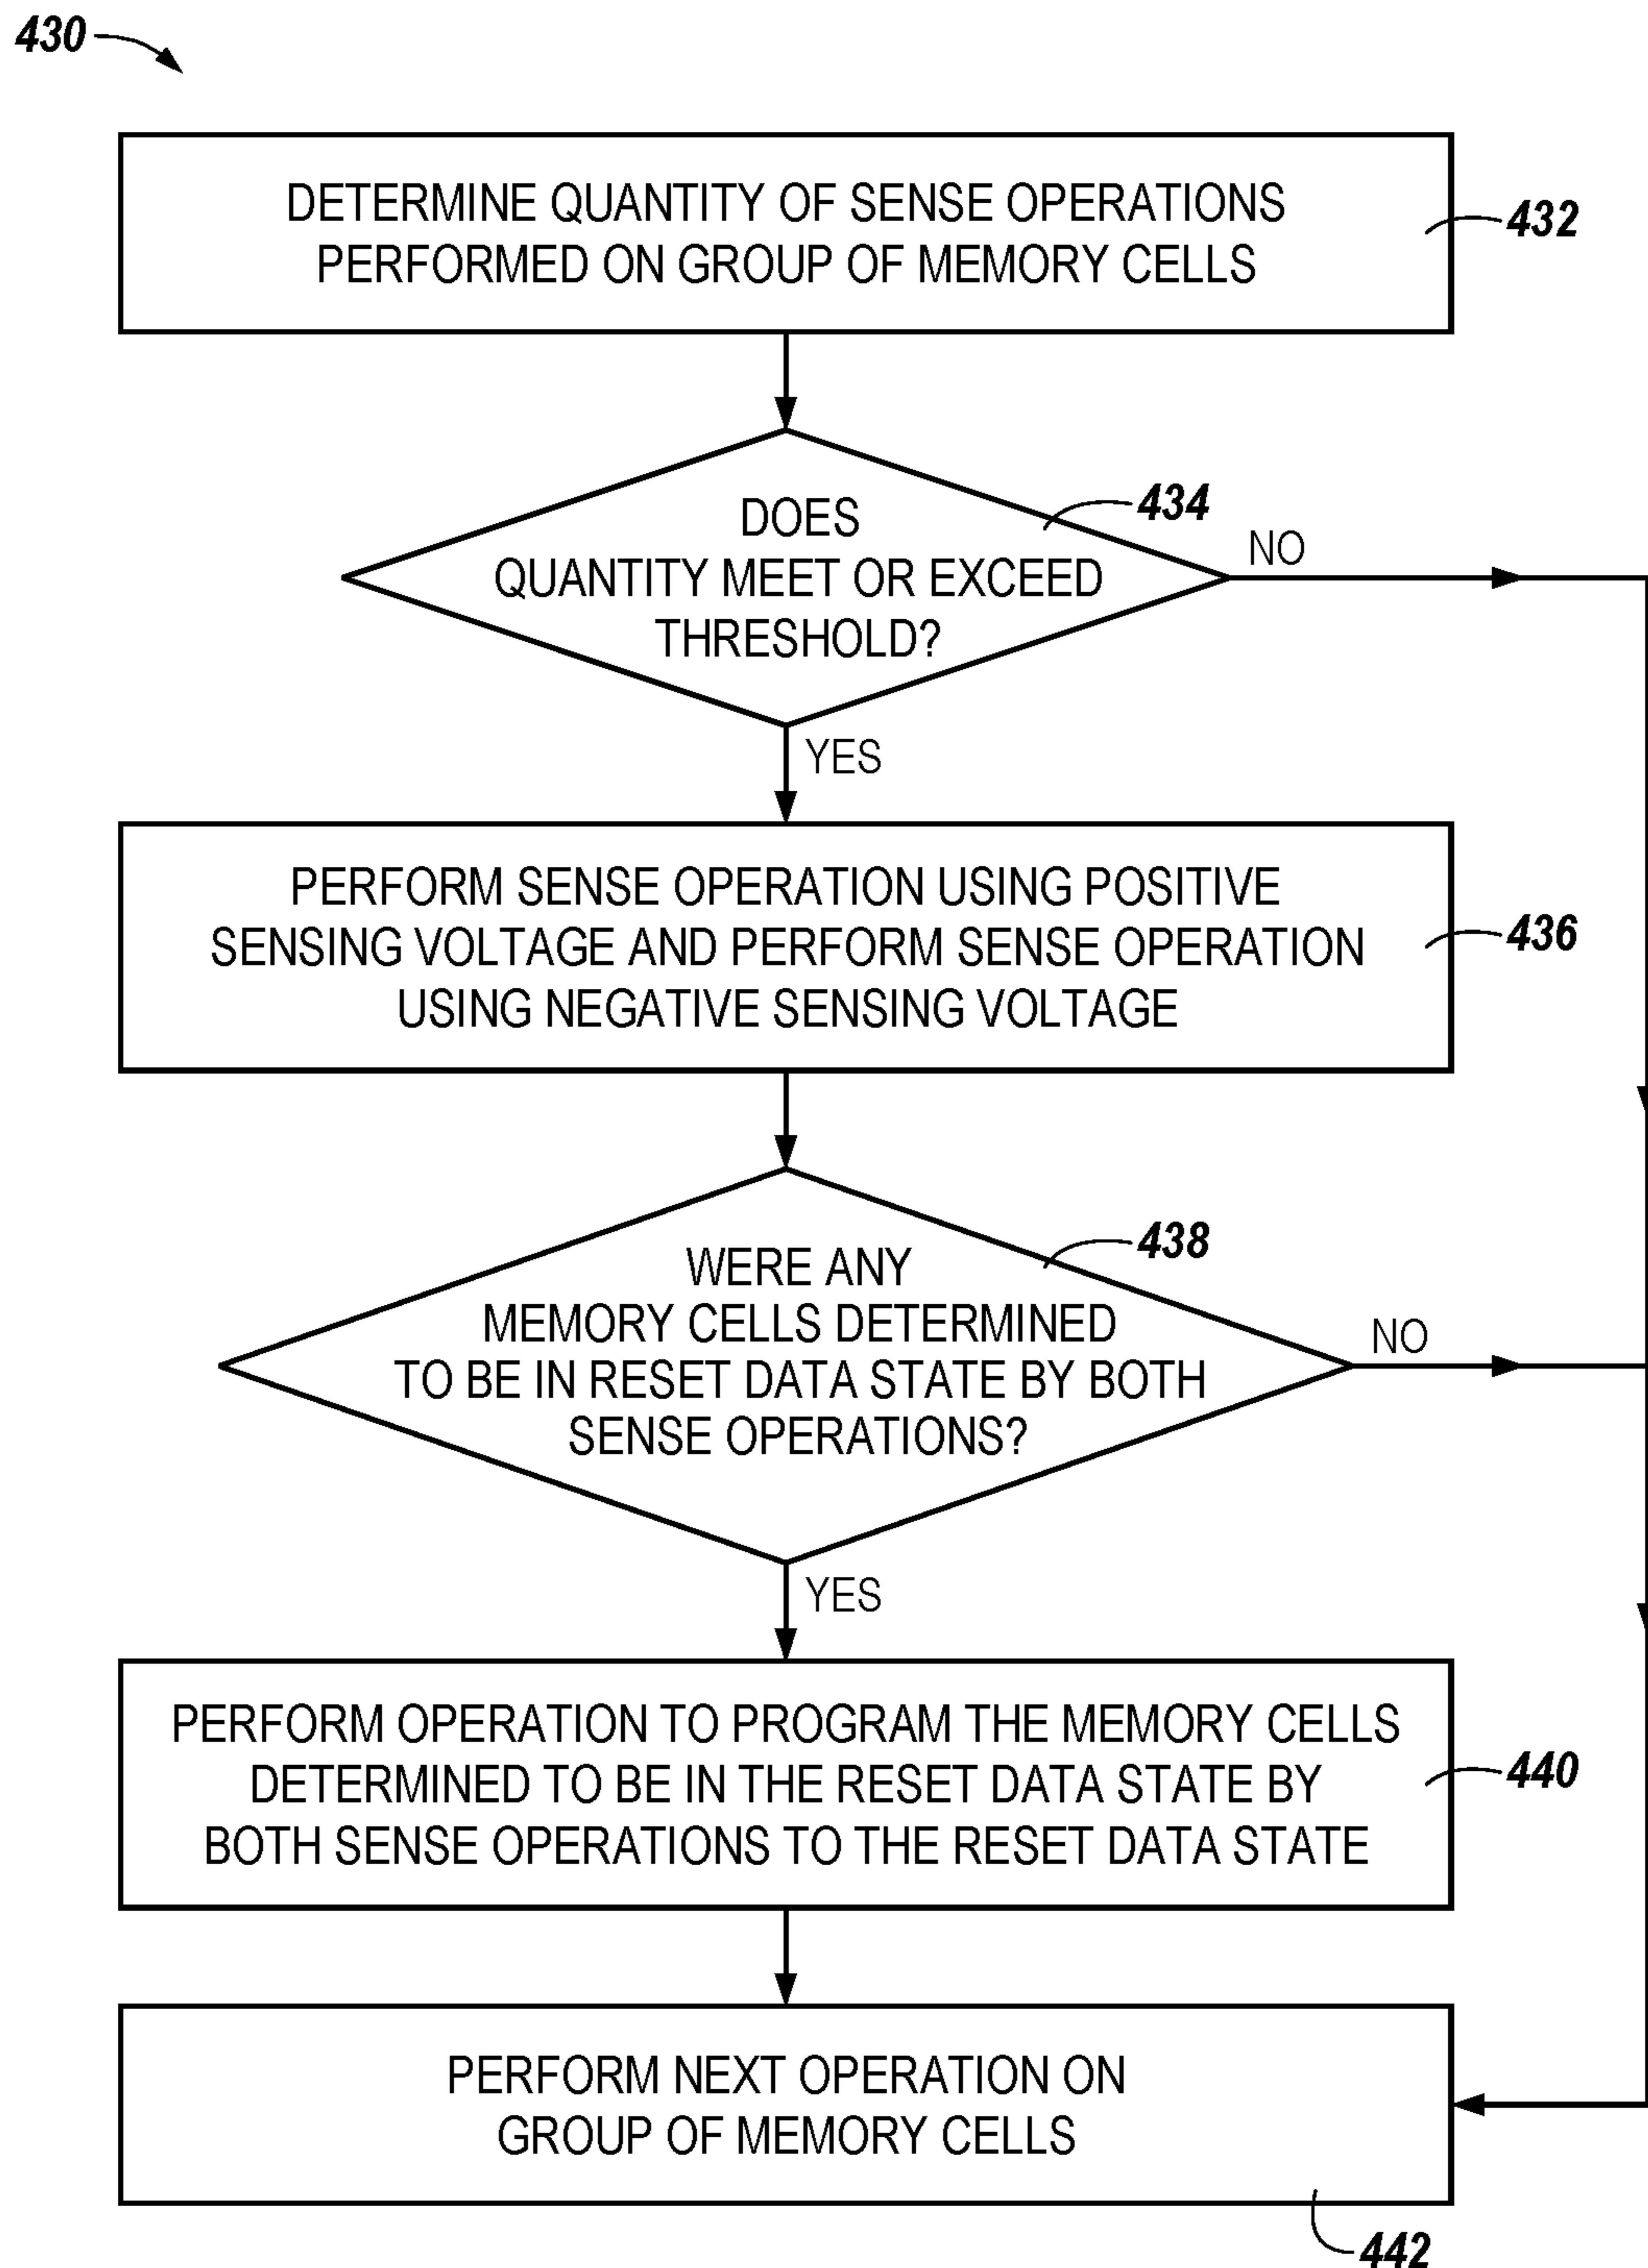 430
DETERMINE QUANTITY OF SENSE OPERATIONS
PERFORMED ON GROUP OF MEMORY CELLS
432
DOES
QUANTITY MEET OR EXCEED
THRESHOLD?
434
NO
YES
PERFORM SENSE OPERATION USING POSITIVE
SENSING VOLTAGE AND PERFORM SENSE OPERATION
USING NEGATIVE SENSING VOLTAGE
436
WERE ANY
MEMORY CELLS DETERMINED
TO BE IN RESET DATA STATE BY BOTH
SENSE OPERATIONS?
438
NO
YES
PERFORM OPERATION TO PROGRAM THE MEMORY CELLS
DETERMINED TO BE IN THE RESET DATA STATE BY
BOTH SENSE OPERATIONS TO THE RESET DATA STATE
440
PERFORM NEXT OPERATION ON
GROUP OF MEMORY CELLS
442